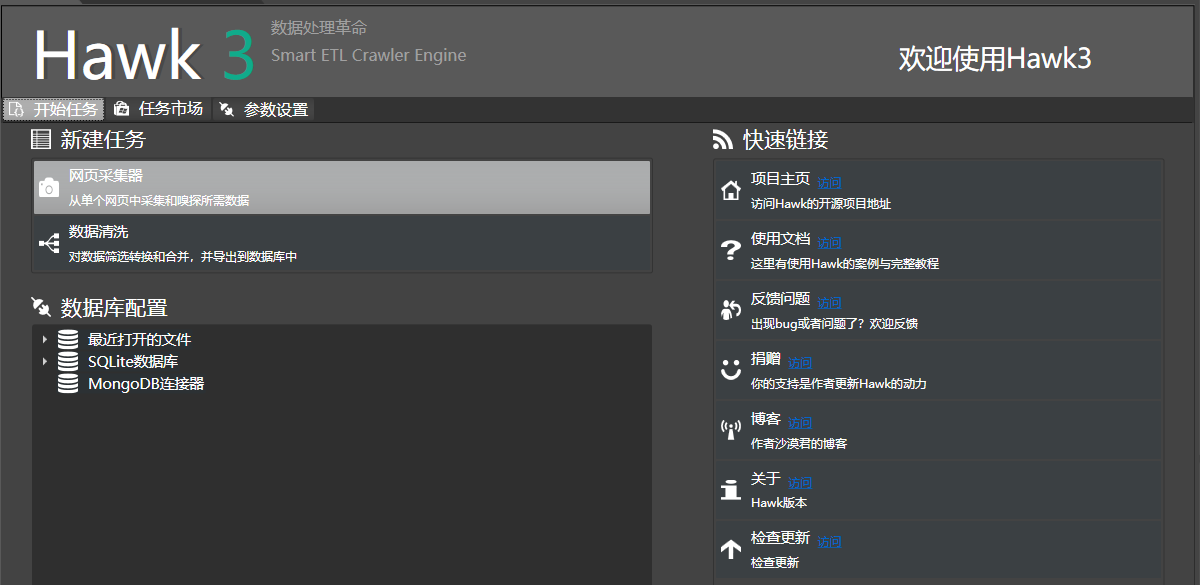 Hawk 3
数据处理革命
Smart ETL Crawler Engine
欢迎使用Hawk3
开始任务 任务市场 参数设置
新建任务
网页采集器
从单个网页中采集和嗅探所需数据
数据清洗
对数据筛选转换和合并，并导出到数据库中
数据库配置
最近打开的文件
SQLite数据库
MongoDB连接器
快速链接
项目主页 访问
访问Hawk的开源项目地址
使用文档 访问
这里有使用Hawk的案例与完整教程
反馈问题 访问
出现bug或者问题了？欢迎反馈
捐赠 访问
你的支持是作者更新Hawk的动力
博客 访问
作者沙漠君的博客
关于 访问
Hawk版本
检查更新 访问
检查更新